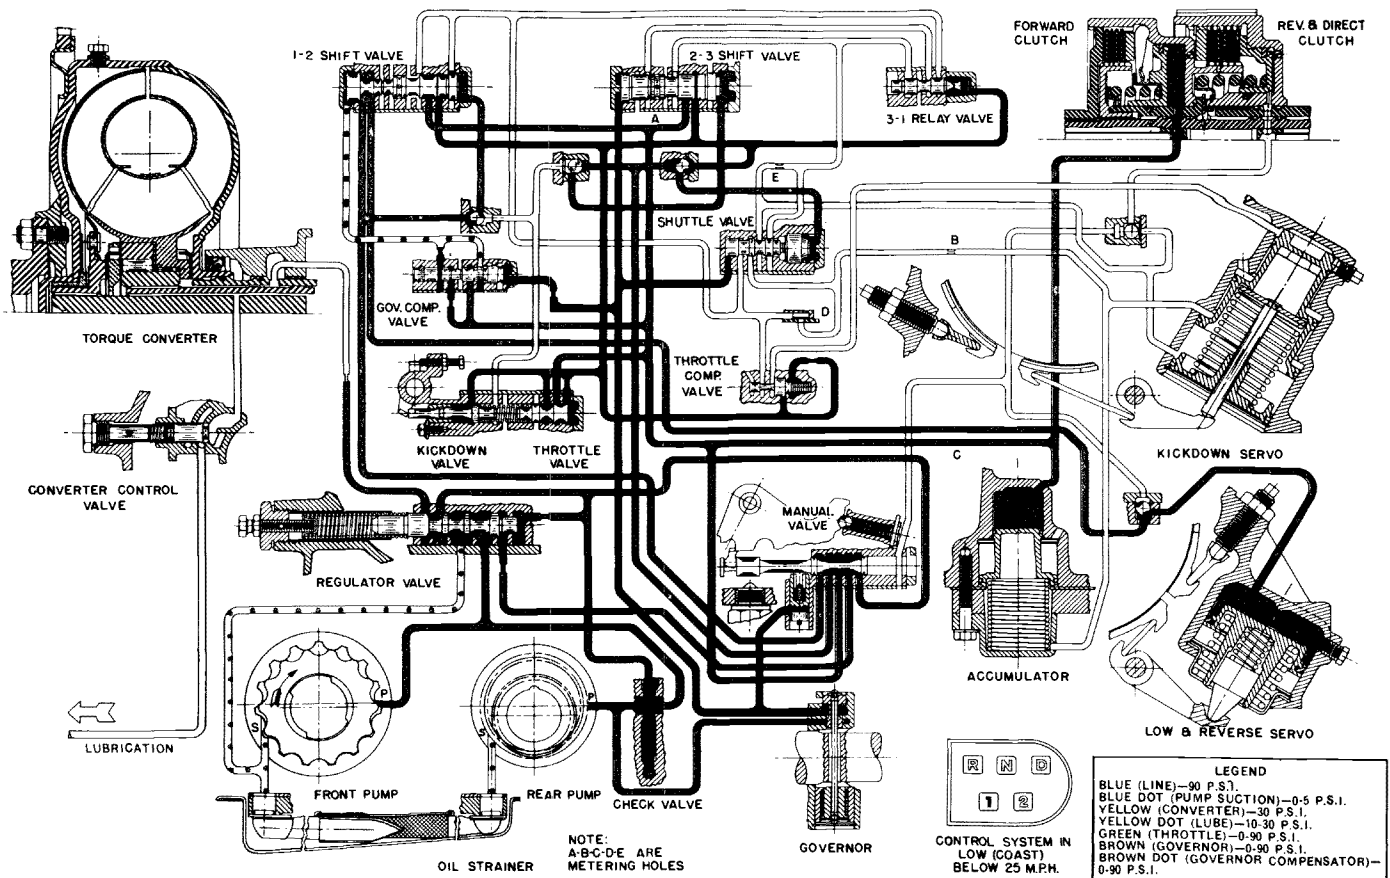 1-2 SHIFT VALVE
2-3 SHIFT VALVE
3-1 RELAY VALVE
FORWARD
CLUTCH
REV. & DIRECT
CLUTCH
A
E
SHUTTLE VALVE
B
GOV. COMP.
VALVE
D
TORQUE CONVERTER
THROTTLE
COMP.
VALVE
KICKDOWN
VALVE
THROTTLE
VALVE
C
KICKDOWN SERVO
CONVERTER CONTROL
VALVE
MANUAL
VALVE
REGULATOR VALVE
ACCUMULATOR
P
S
P
S
LUBRICATION
LOW & REVERSE SERVO
FRONT PUMP
REAR PUMP
CHECK VALVE
OIL STRAINER
NOTE:
A-B-C-D-E ARE
METERING HOLES
GOVERNOR
R N D
1 2
CONTROL SYSTEM IN
LOW (COAST)
BELOW 25 M.P.H.
LEGEND
BLUE (LINE)—90 P.S.I.
BLUE DOT (PUMP SUCTION)—0-5 P.S.I.
YELLOW (CONVERTER)—30 P.S.I.
YELLOW DOT (LUBE)—10-30 P.S.I.
GREEN (THROTTLE)—0-90 P.S.I.
BROWN (GOVERNOR)—0-90 P.S.I.
BROWN DOT (GOVERNOR COMPENSATOR)—
0-90 P.S.I.